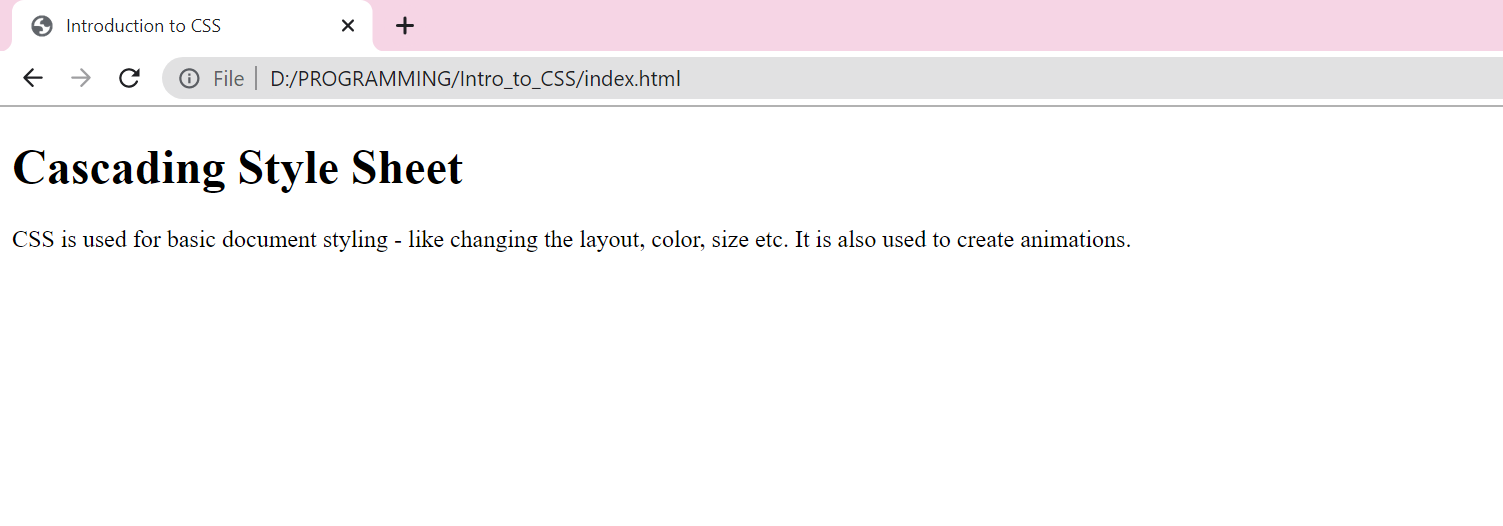 Introduction to CSS
File D:/PROGRAMMING/Intro_to_CSS/index.html
Cascading Style Sheet
CSS is used for basic document styling - like changing the layout, color, size etc. It is also used to create animations.